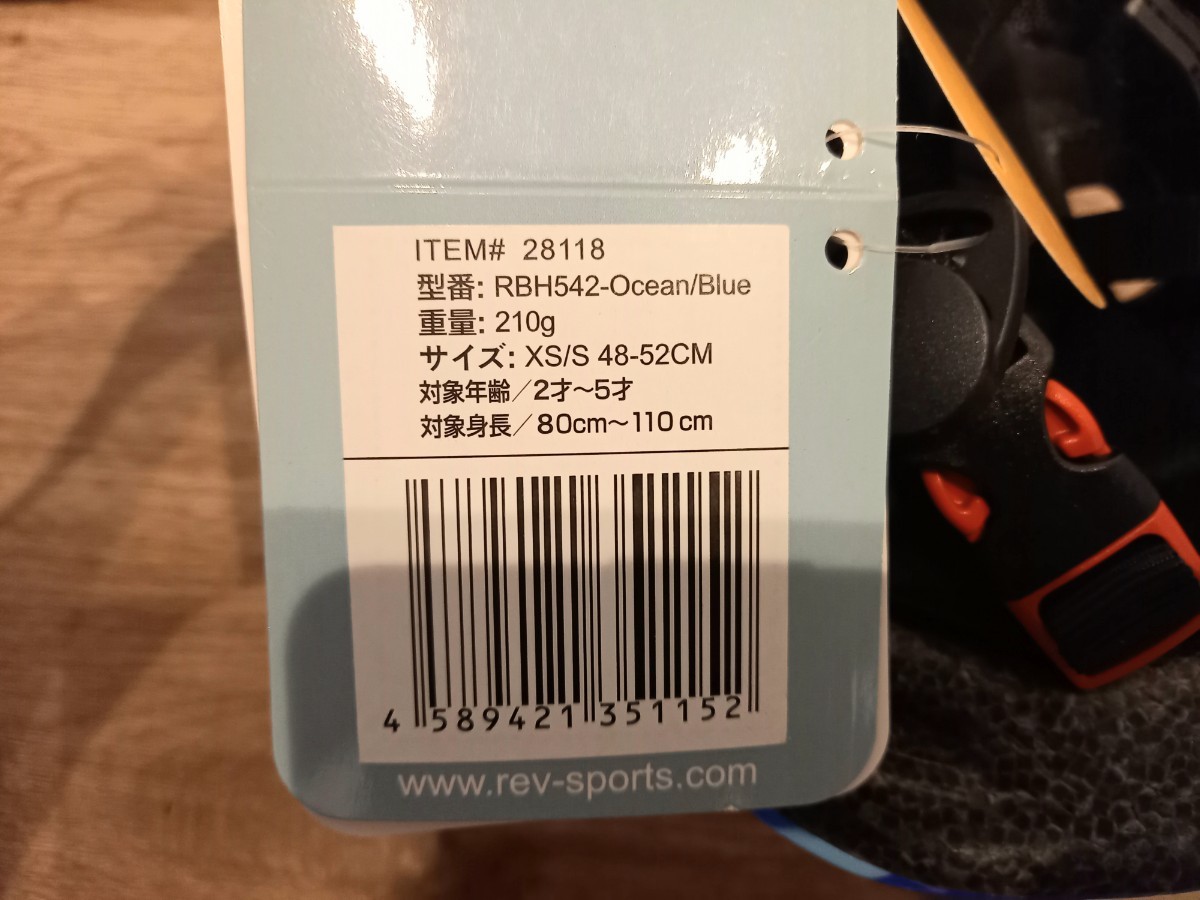 ITEM# 28118
型番: RBH542-Ocean/Blue
重量: 210g
サイズ: XS/S 48-52CM
対象年齢／2才～5才
対象身長／80cm～110cm
4 589421 351152
www.rev-sports.com